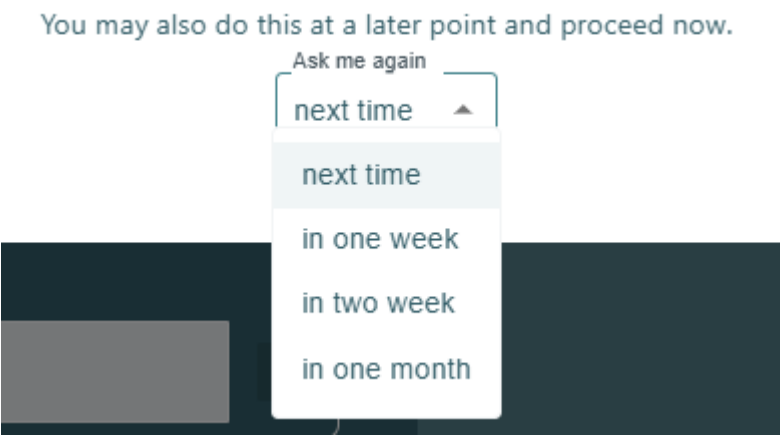 You may also do this at a later point and proceed now.
Ask me again
next time
next time
in one week
in two week
in one month